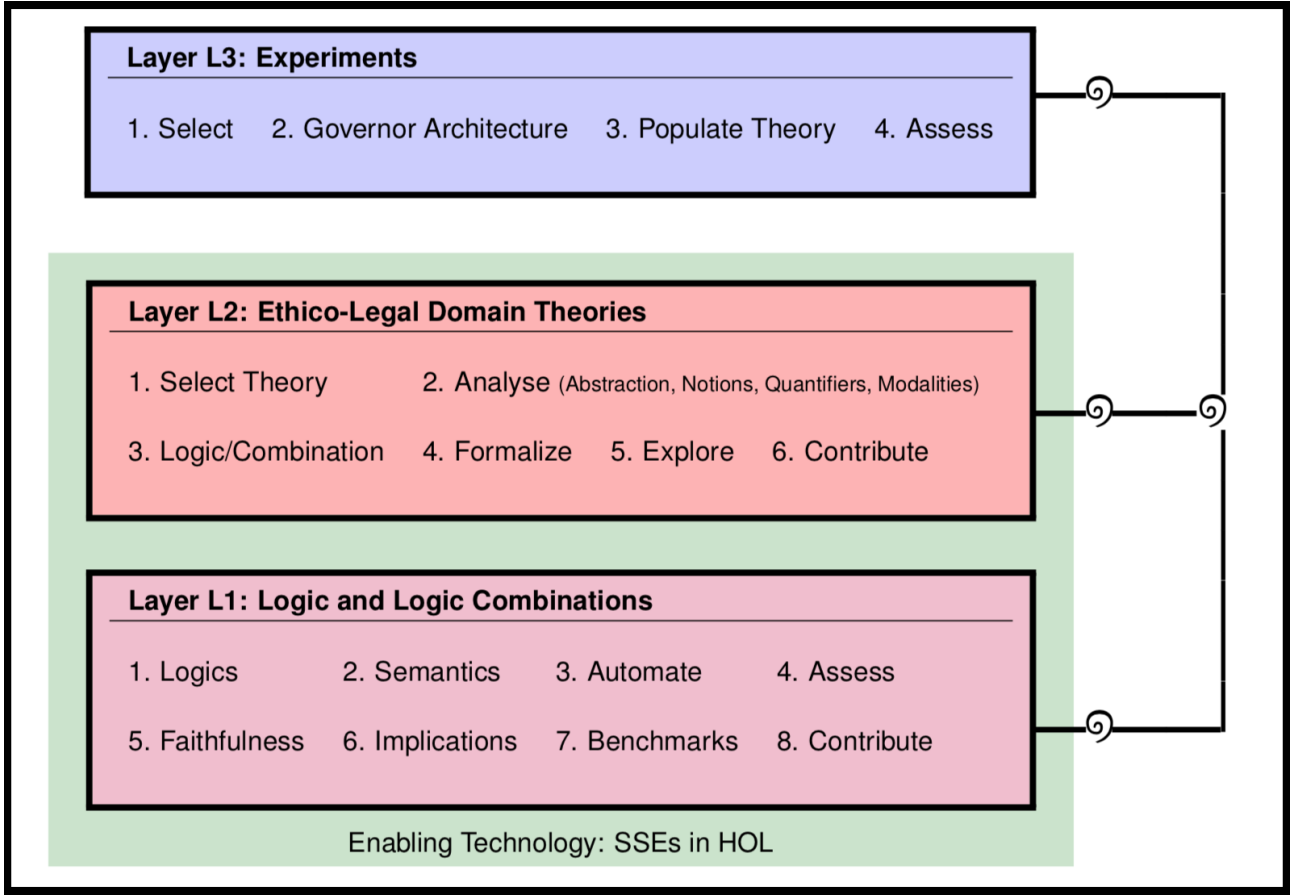 Layer L3: Experiments
1. Select 2. Governor Architecture 3. Populate Theory 4. Assess
Layer L2: Ethico-Legal Domain Theories
1. Select Theory 2. Analyse (Abstraction, Notions, Quantifiers, Modalities)
3. Logic/Combination 4. Formalize 5. Explore 6. Contribute
Layer L1: Logic and Logic Combinations
1. Logics 2. Semantics 3. Automate 4. Assess
5. Faithfulness 6. Implications 7. Benchmarks 8. Contribute
Enabling Technology: SSEs in HOL